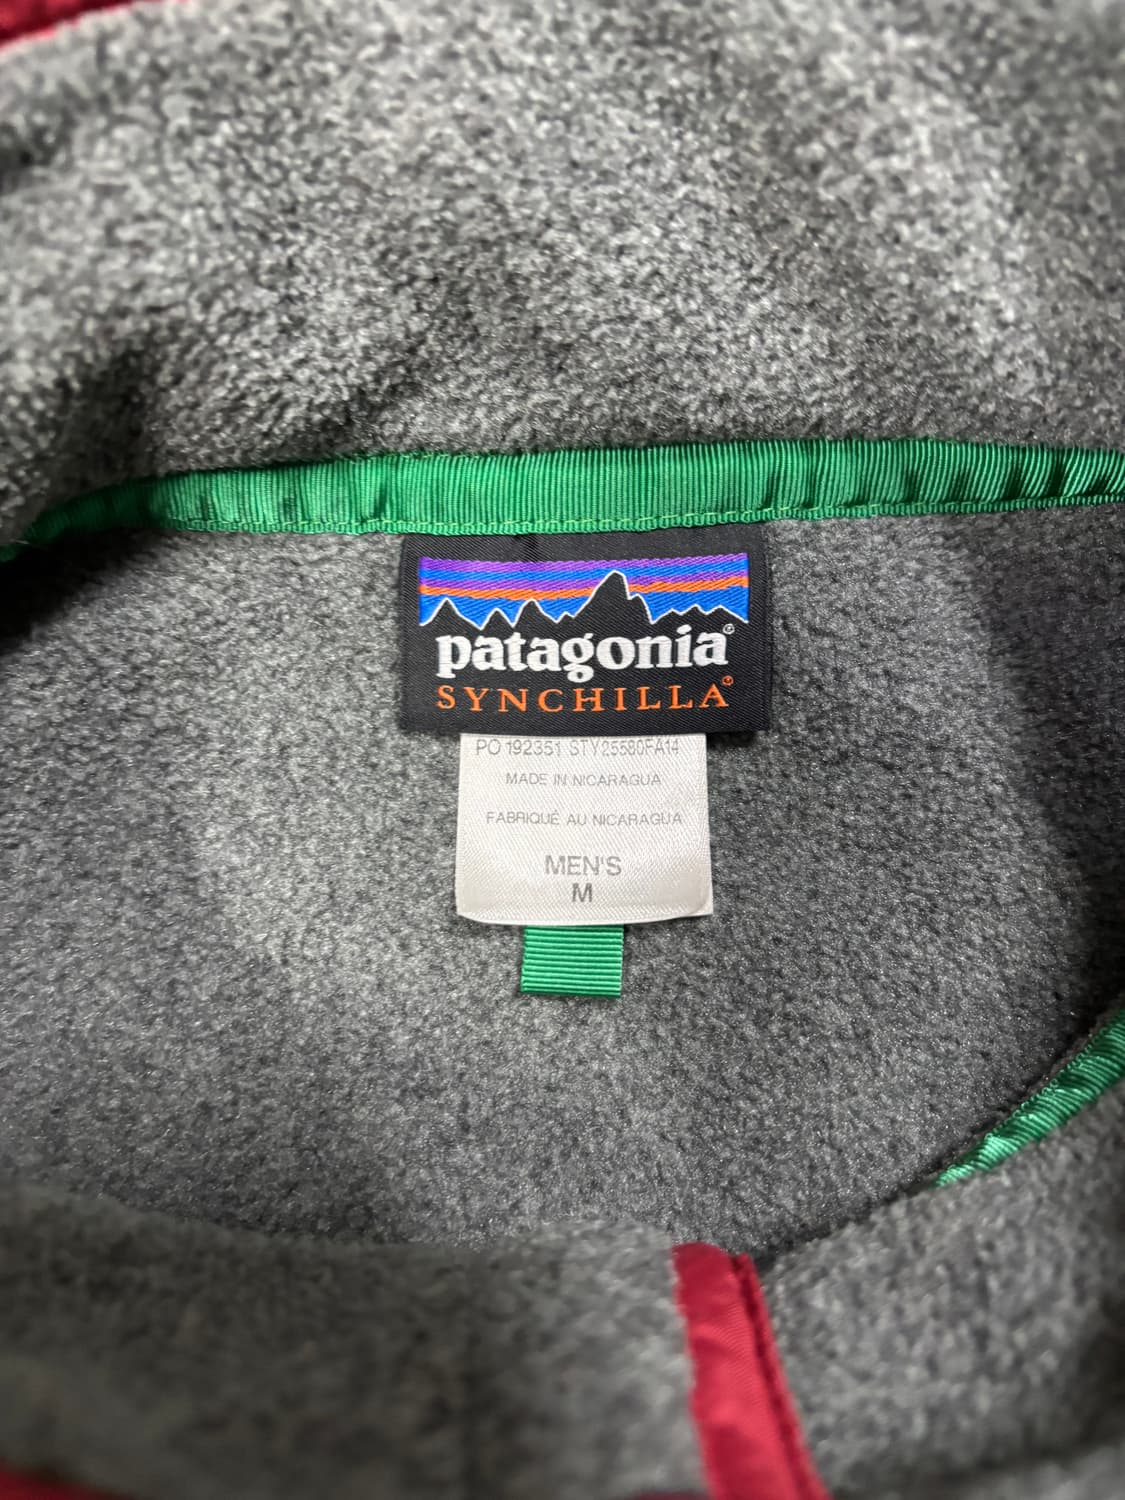 patagonia®
SYNCHILLA®
PO 192351 STY25580FA14
MADE IN NICARAGUA
FABRIQUÉ AU NICARAGUA
MEN'S
M